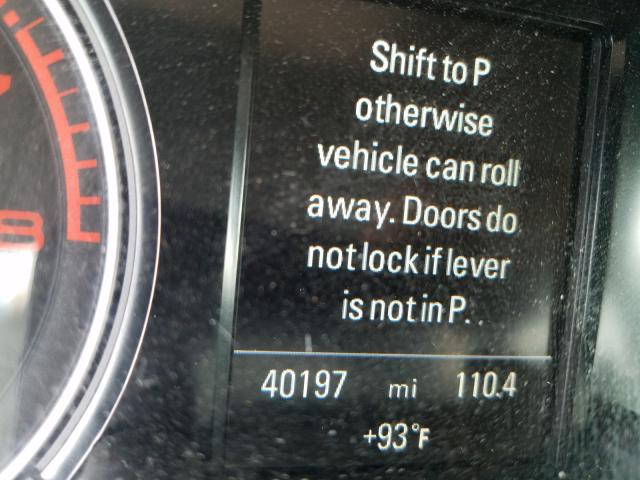 Shift to P
otherwise
vehicle can roll
away. Doors do
not lock if lever
is not in P.
40197 mi 110.4
+93°F
8